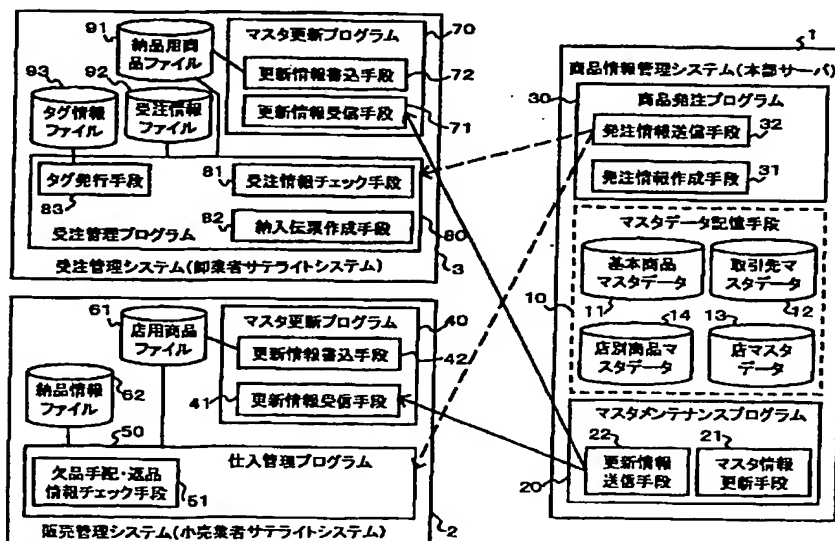 91
納品用商
品ファイル
93
92
タグ情報
ファイル
受注情報
ファイル
マスタ更新プログラム
70
更新情報書込手段
72
更新情報受信手段
71
タグ発行手段
83
81
受注情報チェック手段
82
納入伝票作成手段
80
受注管理プログラム
受注管理システム(卸業者サテライトシステム)
3
61
店用商品
ファイル
納品情報
ファイル
62
マスタ更新プログラム
40
更新情報書込手段
42
41
更新情報受信手段
50
仕入管理プログラム
欠品手配・返品
情報チェック手段
51
販売管理システム(小売業者サテライトシステム)
2
1
商品情報管理システム(本部サーバ)
30
商品発注プログラム
発注情報送信手段
32
発注情報作成手段
31
マスタデータ記憶手段
10
基本商品
マスタデータ
11
取引先マ
スタデータ
12
14
店別商品マ
スタデータ
13
店マスタ
データ
マスタメンテナンスプログラム
20
22
更新情報
送信手段
21
マスタ情報
更新手段